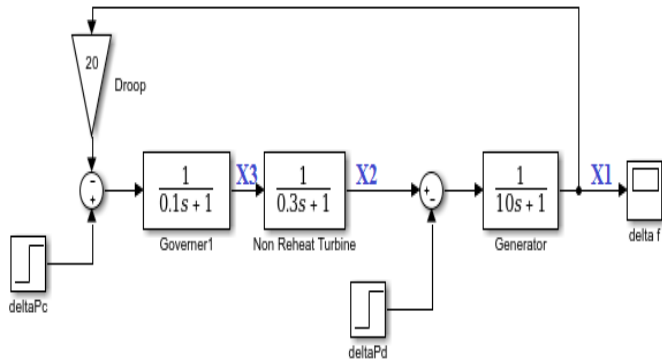 20
Droop
X3
X2
X1
1
0.1s + 1
1
0.3s + 1
1
10s + 1
Governer1
Non Reheat Turbine
Generator
delta f
deltaPc
deltaPd